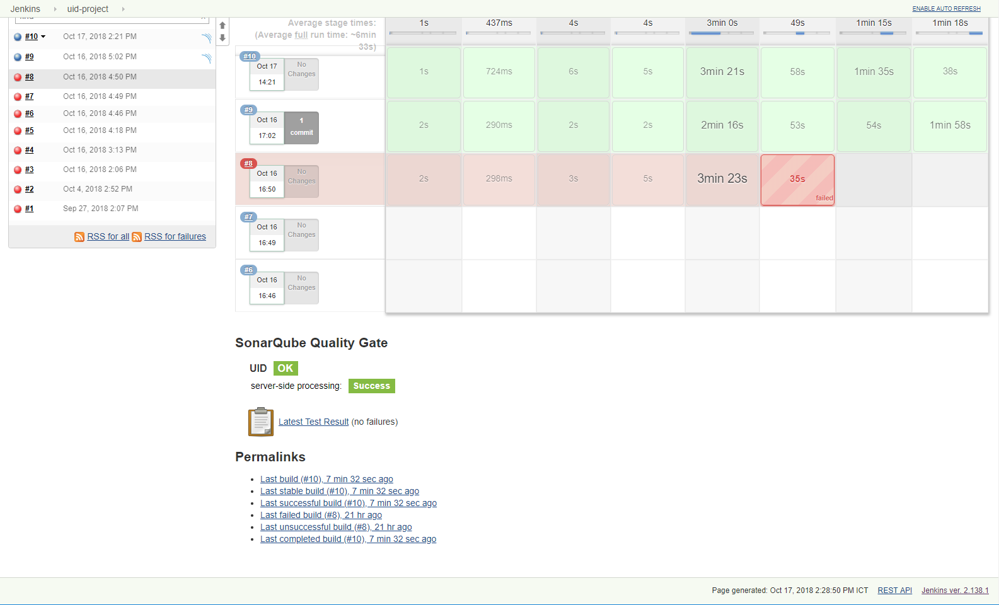 Jenkins
uid-project
ENABLE AUTO REFRESH
find
#10 Oct 17, 2018 2:21 PM
#9 Oct 16, 2018 5:02 PM
#8 Oct 16, 2018 4:50 PM
#7 Oct 16, 2018 4:49 PM
#6 Oct 16, 2018 4:46 PM
#5 Oct 16, 2018 4:18 PM
#4 Oct 16, 2018 3:13 PM
#3 Oct 16, 2018 2:06 PM
#2 Oct 4, 2018 2:52 PM
#1 Sep 27, 2018 2:07 PM
RSS for all RSS for failures
Average stage times:
(Average full run time: ~6min
33s)
1s 437ms 4s 4s 3min 0s 49s 1min 15s 1min 18s
#10
Oct 17
14:21
No
Changes
1s 724ms 6s 5s 3min 21s 58s 1min 35s 38s
#9
Oct 16
17:02
1
commit
2s 290ms 2s 2s 2min 16s 53s 54s 1min 58s
#8
Oct 16
16:50
No
Changes
2s 298ms 3s 5s 3min 23s 35s
failed
#7
Oct 16
16:49
No
Changes
#6
Oct 16
16:46
No
Changes
SonarQube Quality Gate
UID OK
server-side processing: Success
Latest Test Result (no failures)
Permalinks
Last build (#10), 7 min 32 sec ago
Last stable build (#10), 7 min 32 sec ago
Last successful build (#10), 7 min 32 sec ago
Last failed build (#8), 21 hr ago
Last unsuccessful build (#8), 21 hr ago
Last completed build (#10), 7 min 32 sec ago
Page generated: Oct 17, 2018 2:28:50 PM ICT REST API Jenkins ver. 2.138.1